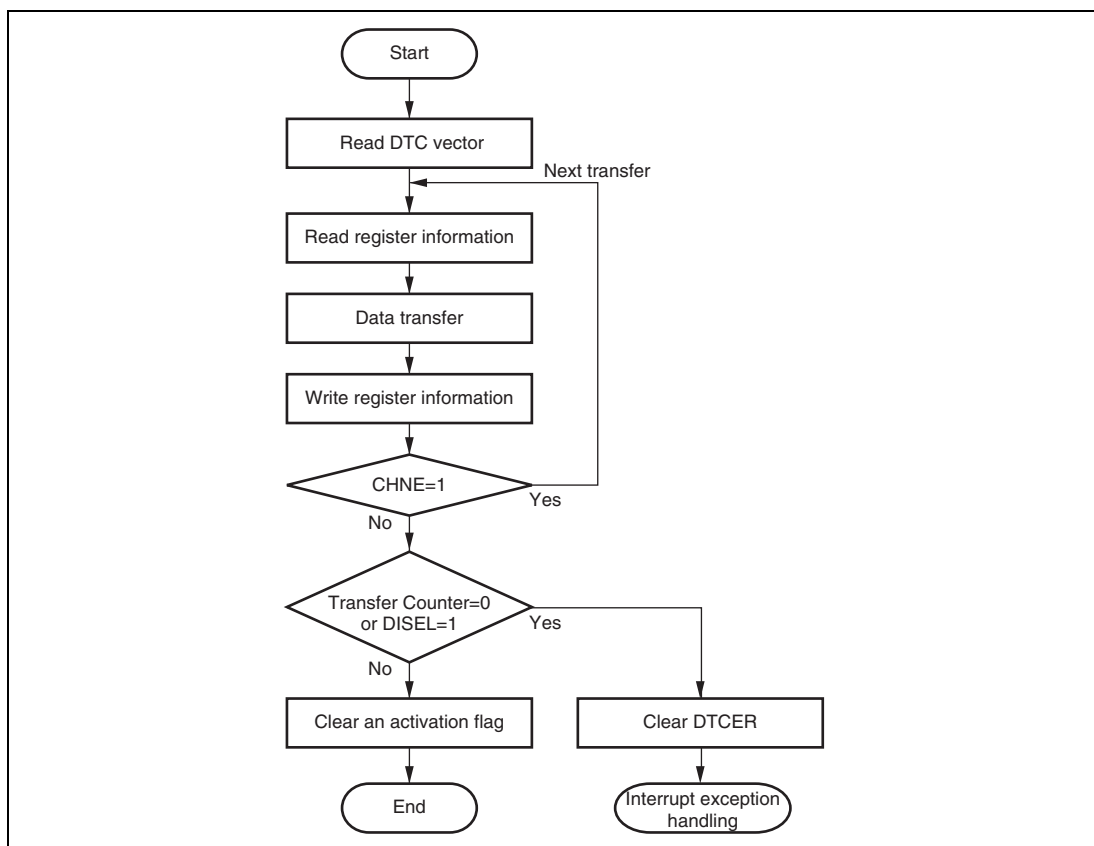 Start
Read DTC vector
Next transfer
Read register information
Data transfer
Write register information
CHNE=1
Yes
No
Transfer Counter=0
or DISEL=1
Yes
No
Clear an activation flag
Clear DTCER
End
Interrupt exception
handling